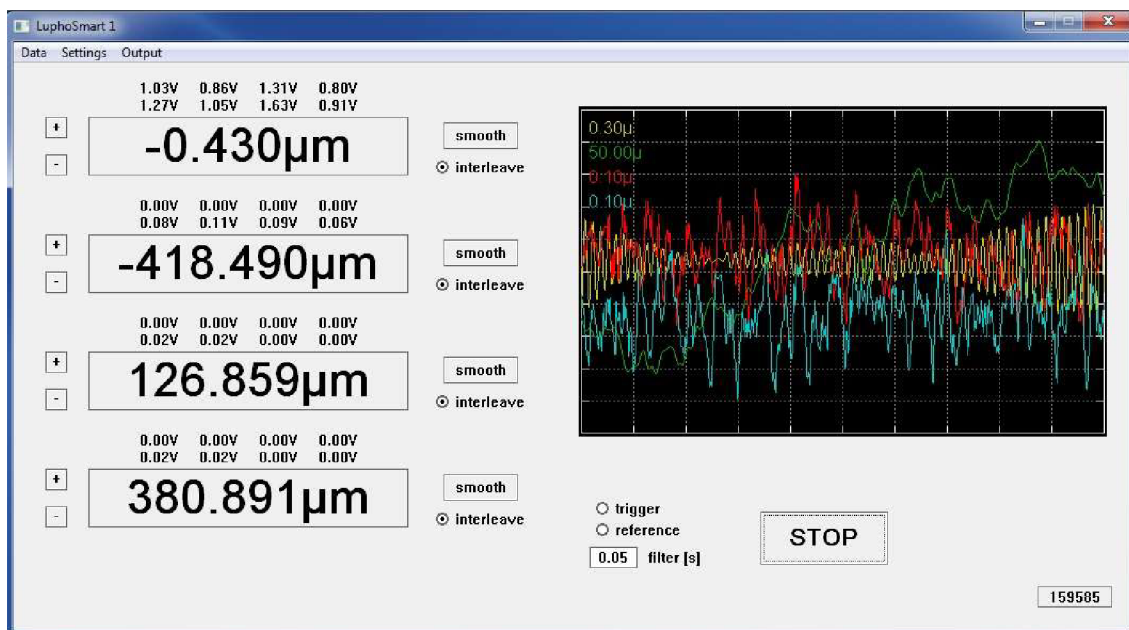 LuphoSmart 1
Data Settings Output
1.03V 0.86V 1.31V 0.80V
1.27V 1.05V 1.63V 0.91V
+
-0.430µm
-
smooth
interleave
0.00V 0.00V 0.00V 0.00V
0.08V 0.11V 0.09V 0.06V
+
-418.490µm
-
smooth
interleave
0.00V 0.00V 0.00V 0.00V
0.02V 0.02V 0.00V 0.00V
+
126.859µm
-
smooth
interleave
0.00V 0.00V 0.00V 0.00V
0.02V 0.02V 0.00V 0.00V
+
380.891µm
-
smooth
interleave
0.30µ
50.00µ
0.10µ
0.10µ
trigger
reference
0.05 filter [s]
STOP
159585